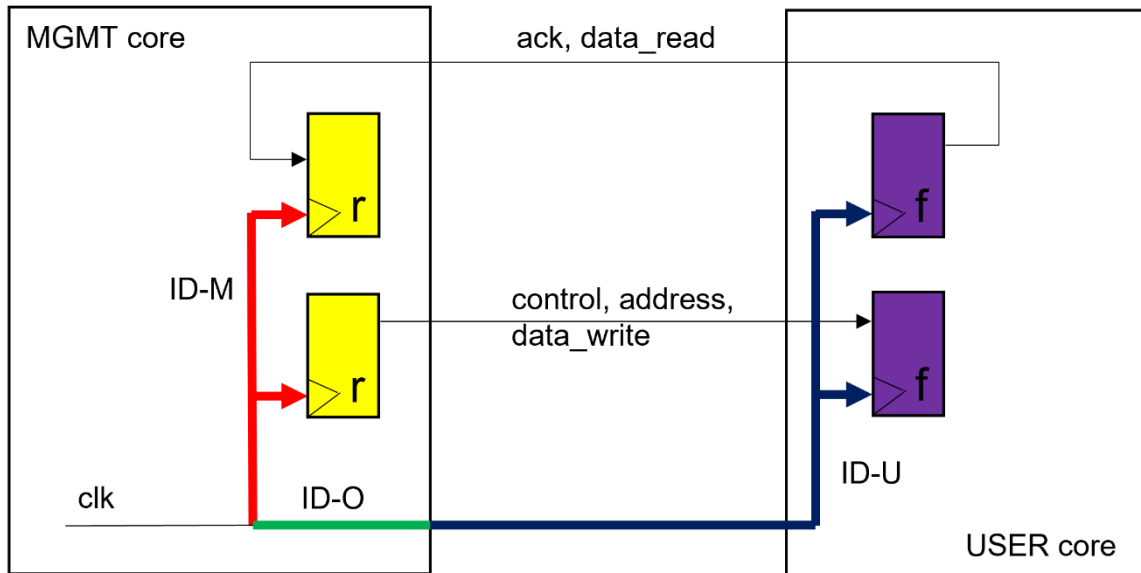 MGMT core
ack, data_read
r
f
ID-M
control, address,
data_write
r
f
clk
ID-O
ID-U
USER core